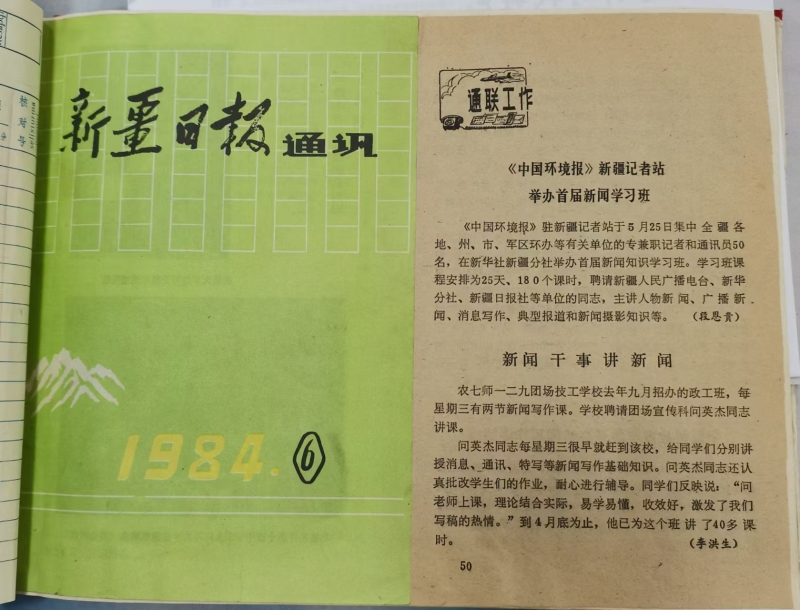 新疆日报通讯
1984.⑥
通联工作
《中国环境报》新疆记者站
举办首届新闻学习班
《中国环境报》驻新疆记者站于5月25日集中全疆各
地、州、市、军区环办等有关单位的专兼职记者和通讯员50
名，在新华社新疆分社举办首届新闻知识学习班。学习班课
程安排为25天、180个课时，聘请新疆人民广播电台、新华
分社、新疆日报社等单位的同志，主讲人物新闻、广播新
闻、消息写作、典型报道和新闻摄影知识等。（段恩贵）
新闻干事讲新闻
农七师一二九团场技工学校去年九月招办的政工班，每
星期三有两节新闻写作课。学校聘请团场宣传科问英杰同志
讲课。
问英杰同志每星期三很早就赶到该校，给同学们分别讲
授消息、通讯、特写等新闻写作基础知识。问英杰同志还认
真批改学生们的作业，耐心进行辅导。同学们反映说：“问
老师上课，理论结合实际，易学易懂，收效好，激发了我们
写稿的热情。”到4月底为止，他已为这个班讲了40多课
时。（李洪生）
50